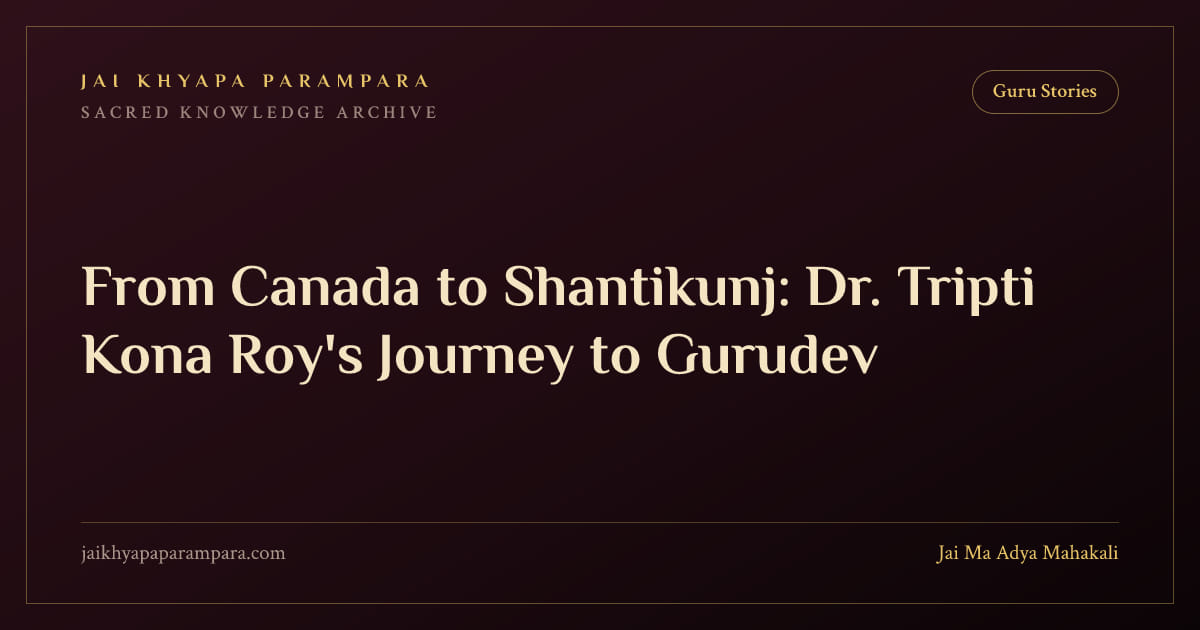 JAI KHYAPA PARAMPARA
SACRED KNOWLEDGE ARCHIVE
Guru Stories
From Canada to Shantikunj: Dr. Tripti
Kona Roy's Journey to Gurudev
jaikhyapaparampara.com
Jai Ma Adya Mahakali